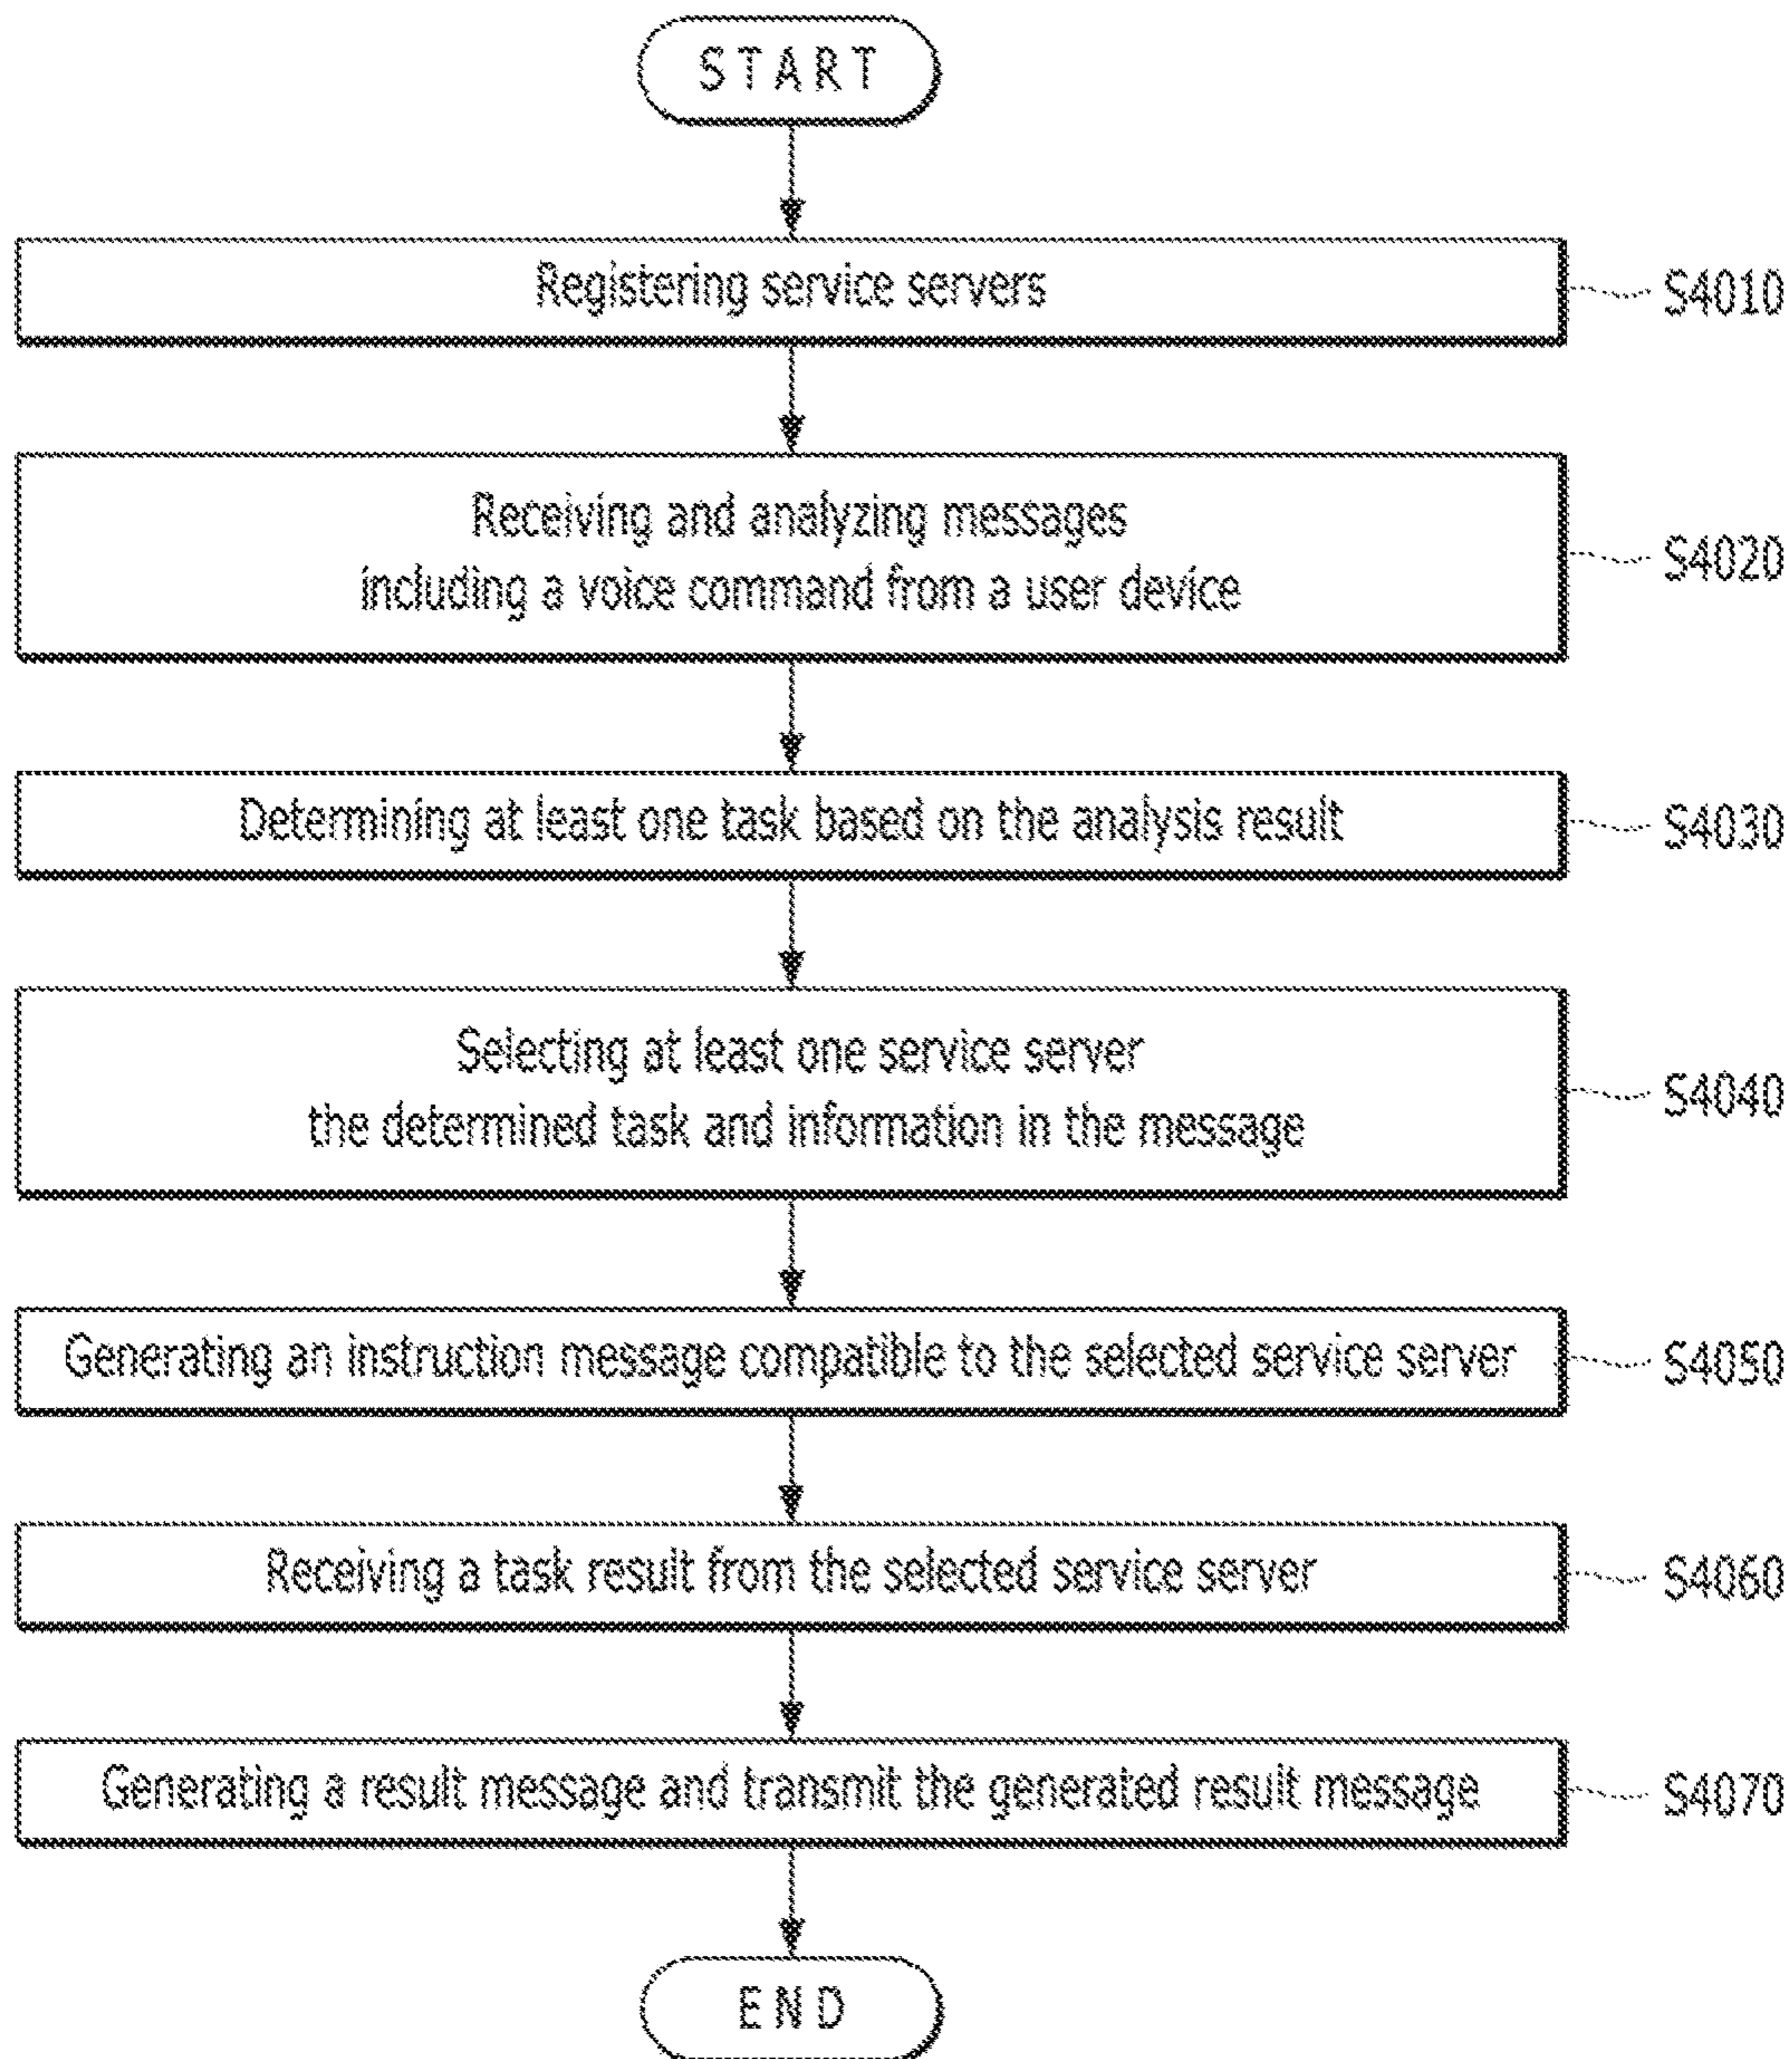 START
Registering service servers
S4010
Receiving and analyzing messages
including a voice command from a user device
S4020
Determining at least one task based on the analysis result
S4030
Selecting at least one service server
the determined task and information in the message
S4040
Generating an instruction message compatible to the selected service server
S4050
Receiving a task result from the selected service server
S4060
Generating a result message and transmit the generated result message
S4070
END